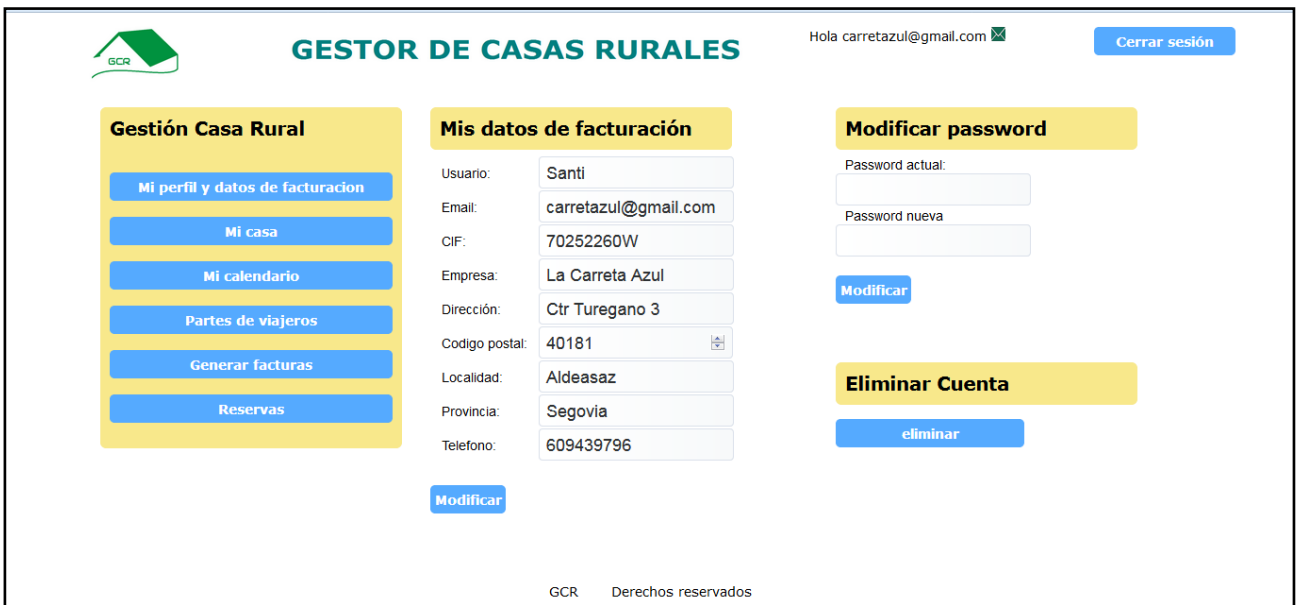 GCR
GESTOR DE CASAS RURALES
Hola carretazul@gmail.com
Cerrar sesión
Gestión Casa Rural
Mi perfil y datos de facturacion
Mi casa
Mi calendario
Partes de viajeros
Generar facturas
Reservas
Mis datos de facturación
Usuario: Santi
Email: carretazul@gmail.com
CIF: 70252260W
Empresa: La Carreta Azul
Dirección: Ctr Turegano 3
Codigo postal: 40181
Localidad: Aldeasaz
Provincia: Segovia
Telefono: 609439796
Modificar
Modificar password
Password actual:
Password nueva
Modificar
Eliminar Cuenta
eliminar
GCR Derechos reservados